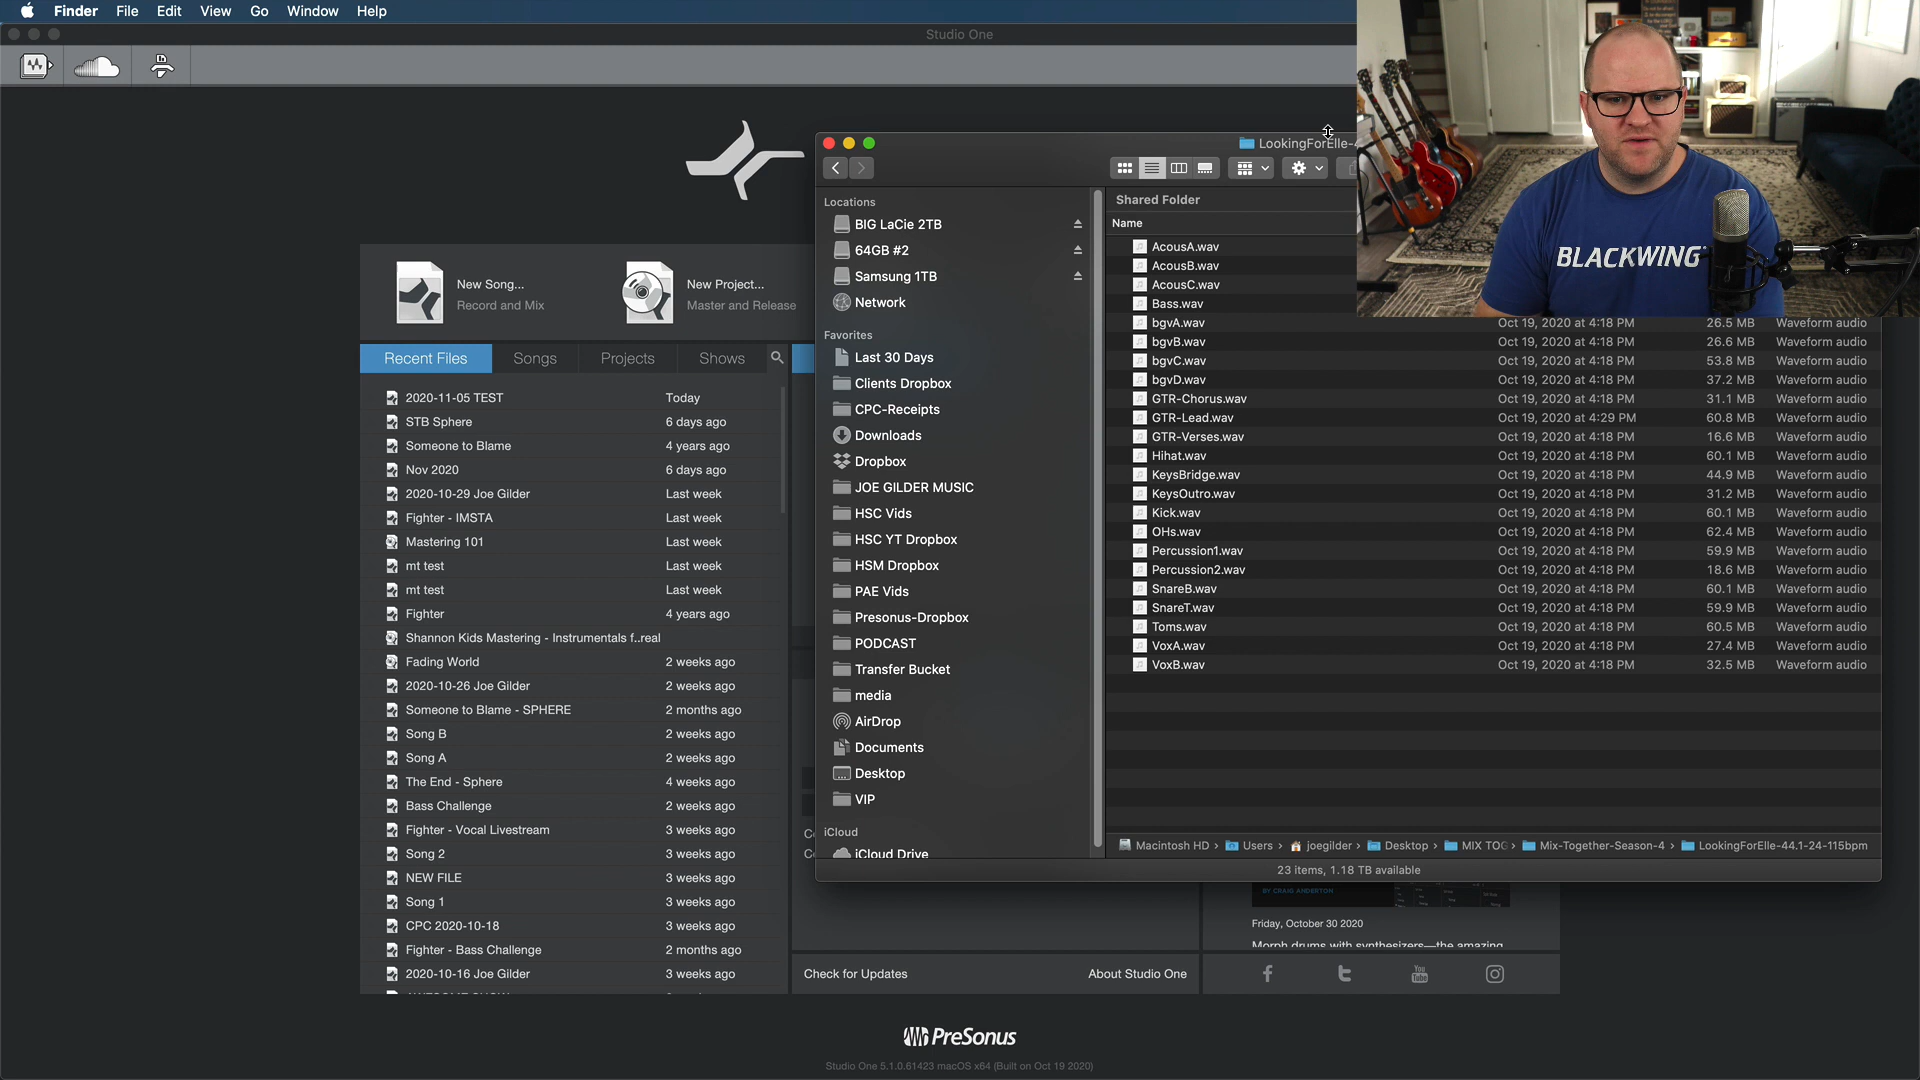 Finder File Edit View Go Window Help
Studio One
LookingForElle-4
Shared Folder
Name
Locations
BIG LaCie 2TB
64GB #2
Samsung 1TB
Network
Favorites
Last 30 Days
Clients Dropbox
CPC-Receipts
Downloads
Dropbox
JOE GILDER MUSIC
HSC Vids
HSC YT Dropbox
HSM Dropbox
PAE Vids
Presonus-Dropbox
PODCAST
Transfer Bucket
media
AirDrop
Documents
Desktop
VIP
iCloud
iCloud Drive
AcousA.wav
AcousB.wav
AcousC.wav
Bass.wav
bgvA.wav Oct 19, 2020 at 4:18 PM 26.5 MB Waveform audio
bgvB.wav Oct 19, 2020 at 4:18 PM 26.6 MB Waveform audio
bgvC.wav Oct 19, 2020 at 4:18 PM 53.8 MB Waveform audio
bgvD.wav Oct 19, 2020 at 4:18 PM 37.2 MB Waveform audio
GTR-Chorus.wav Oct 19, 2020 at 4:18 PM 31.1 MB Waveform audio
GTR-Lead.wav Oct 19, 2020 at 4:29 PM 60.8 MB Waveform audio
GTR-Verses.wav Oct 19, 2020 at 4:18 PM 16.6 MB Waveform audio
Hihat.wav Oct 19, 2020 at 4:18 PM 60.1 MB Waveform audio
KeysBridge.wav Oct 19, 2020 at 4:18 PM 44.9 MB Waveform audio
KeysOutro.wav Oct 19, 2020 at 4:18 PM 31.2 MB Waveform audio
Kick.wav Oct 19, 2020 at 4:18 PM 60.1 MB Waveform audio
OHs.wav Oct 19, 2020 at 4:18 PM 62.4 MB Waveform audio
Percussion1.wav Oct 19, 2020 at 4:18 PM 59.9 MB Waveform audio
Percussion2.wav Oct 19, 2020 at 4:18 PM 18.6 MB Waveform audio
SnareB.wav Oct 19, 2020 at 4:18 PM 60.1 MB Waveform audio
SnareT.wav Oct 19, 2020 at 4:18 PM 59.9 MB Waveform audio
Toms.wav Oct 19, 2020 at 4:18 PM 60.5 MB Waveform audio
VoxA.wav Oct 19, 2020 at 4:18 PM 27.4 MB Waveform audio
VoxB.wav Oct 19, 2020 at 4:18 PM 32.5 MB Waveform audio
Macintosh HD › Users › joegilder › Desktop › MIX TOG › Mix-Together-Season-4 › LookingForElle-44.1-24-115bpm
23 items, 1.18 TB available
BLACKWING
New Song...
Record and Mix
New Project...
Master and Release
Recent Files Songs Projects Shows
2020-11-05 TEST Today
STB Sphere 6 days ago
Someone to Blame 4 years ago
Nov 2020 6 days ago
2020-10-29 Joe Gilder Last week
Fighter - IMSTA Last week
Mastering 101 Last week
mt test Last week
mt test Last week
Fighter 4 years ago
Shannon Kids Mastering - Instrumentals f..real
Fading World 2 weeks ago
2020-10-26 Joe Gilder 2 weeks ago
Someone to Blame - SPHERE 2 months ago
Song B 2 weeks ago
Song A 2 weeks ago
The End - Sphere 4 weeks ago
Bass Challenge 2 weeks ago
Fighter - Vocal Livestream 3 weeks ago
Song 2 3 weeks ago
NEW FILE 3 weeks ago
Song 1 3 weeks ago
CPC 2020-10-18 3 weeks ago
Fighter - Bass Challenge 2 months ago
2020-10-16 Joe Gilder 3 weeks ago
BY CRAIG ANDERTON
Friday, October 30 2020
Morph drums with synthesizers—the amazing
Check for Updates About Studio One
You Tube
PreSonus
Studio One 5.1.0.61423 macOS x64 (Built on Oct 19 2020)